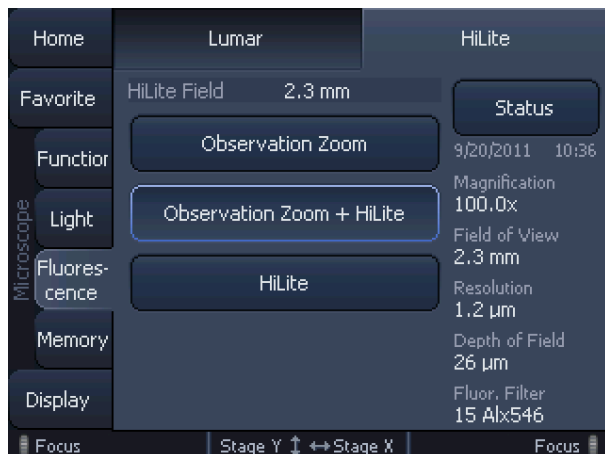 Home
Lumar
HiLite
Favorite
HiLite Field 2.3 mm
Status
Observation Zoom
9/20/2011 10:36
Function
Magnification
100.0x
Microscope
Light
Observation Zoom + HiLite
Field of View
2.3 mm
Fluores-
cence
HiLite
Resolution
1.2 µm
Memory
Depth of Field
26 µm
Display
Fluor. Filter
15 Alx546
Focus
Stage Y ↕ ↔ Stage X
Focus